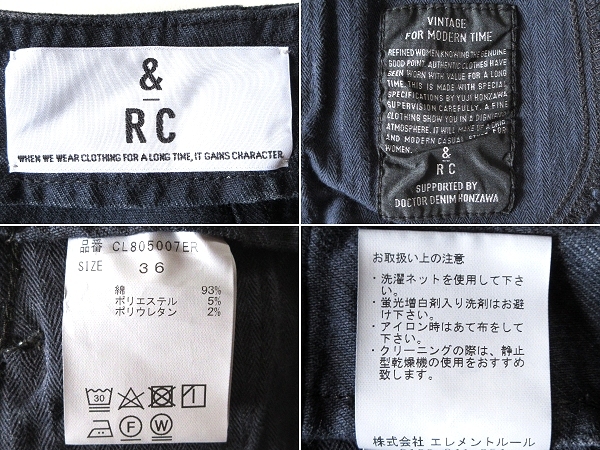 &
RC
WHEN WE WEAR CLOTHING FOR A LONG TIME, IT GAINS CHARACTER.
VINTAGE
FOR MODERN TIME
REFINED WOMEN KNOWING THE GENUINE
GOOD POINT. AUTHENTIC CLOTHES HAVE
BEEN WORN WITH VALUE FOR A LONG
TIME. THIS IS MADE WITH SPECIAL
SPECIFICATIONS BY YUJI HONZAWA
SUPERVISION CAREFULLY. A FINE
CLOTHING SHOW YOU IN A DIGNIFIED
ATMOSPHERE. IT WILL MAKE UP
AND MODERN CASUAL FOR
WOMEN.
&
RC
SUPPORTED BY
DOCTOR DENIM HONZAWA
品番 CL805007ER
SIZE 36
綿 93%
ポリエステル 5%
ポリウレタン 2%
30
F
W
お取扱い上の注意
・洗濯ネットを使用して下さ
い。
・蛍光増白剤入り洗剤はお避
け下さい。
・アイロン時はあて布をして
下さい。
・クリーニングの際は、静止
型乾燥機の使用をおすすめ
致します。
株式会社 エレメントルール